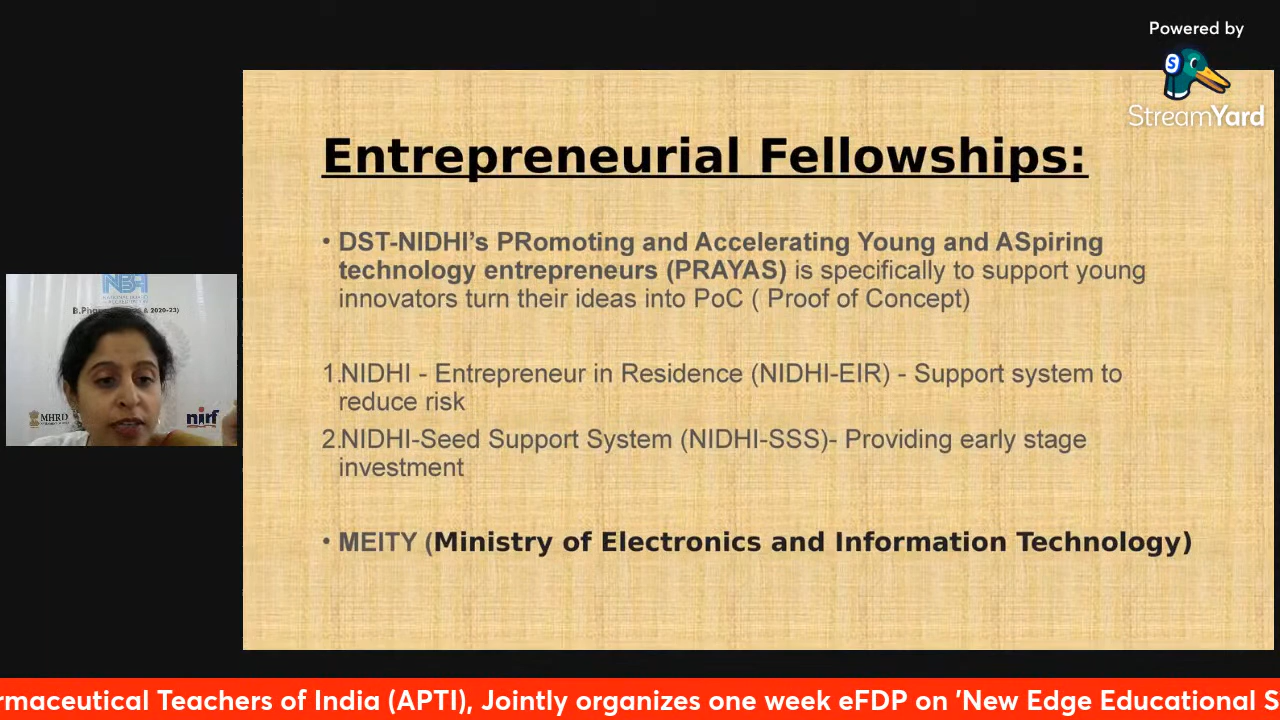 Powered by
StreamYard
Entrepreneurial Fellowships:
• DST-NIDHI's PRomoting and Accelerating Young and ASpiring
technology entrepreneurs (PRAYAS) is specifically to support young
innovators turn their ideas into PoC ( Proof of Concept)
1.NIDHI - Entrepreneur in Residence (NIDHI-EIR) - Support system to
reduce risk
2.NIDHI-Seed Support System (NIDHI-SSS)- Providing early stage
investment
• MEITY (Ministry of Electronics and Information Technology)
NBA
MHRD
nirf
rmaceutical Teachers of India (APTI), Jointly organizes one week eFDP on 'New Edge Educational S